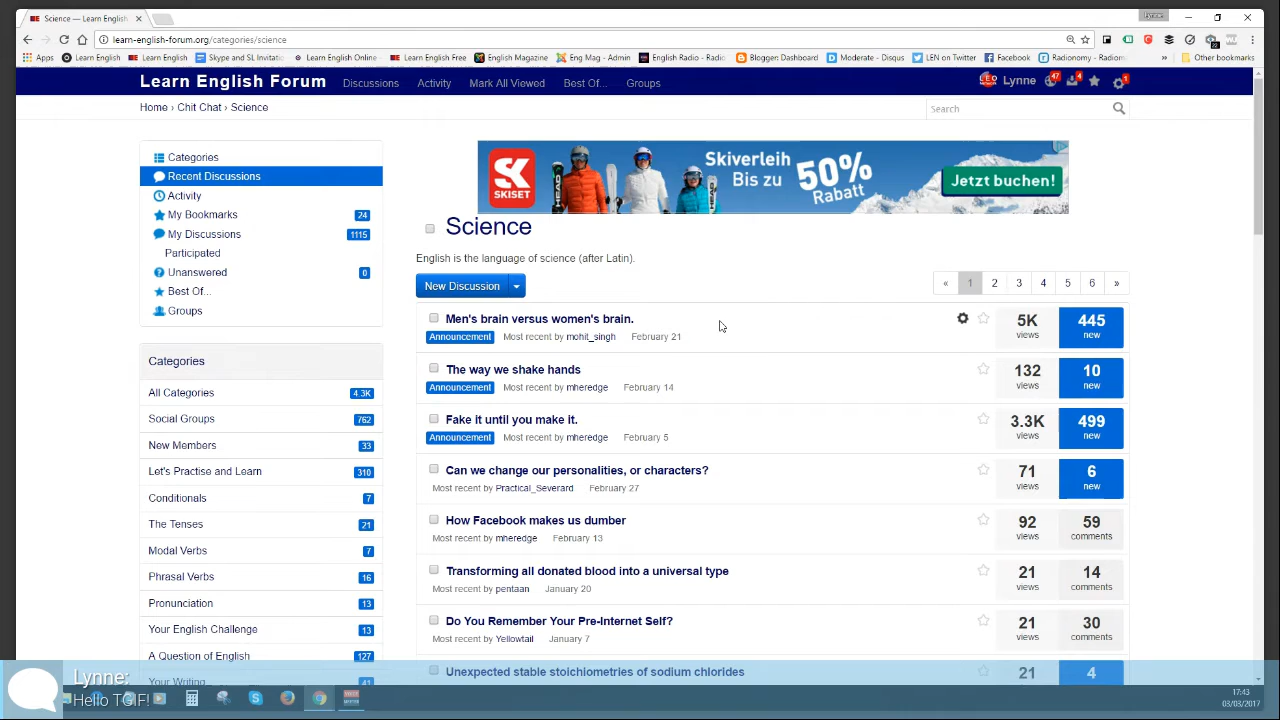 Science — Learn English
Lynne
learn-english-forum.org/categories/science
Apps
Learn English
Skype and SL Invitatio
Learn English Online
Learn English Free
English Magazine
Eng Mag - Admin
English Radio - Radio
Blogger: Dashboard
Moderate - Disqus
LEN on Twitter
Facebook
Radionomy - Radiono
»
Other bookmarks
Learn English Forum
Discussions
Activity
Mark All Viewed
Best Of...
Groups
LEO
Lynne
47
4
1
Home › Chit Chat › Science
Search
Categories
Recent Discussions
Activity
My Bookmarks 24
My Discussions 1115
Participated
Unanswered 0
Best Of...
Groups
Categories
All Categories 4.3K
Social Groups 762
New Members 33
Let's Practise and Learn 310
Conditionals 7
The Tenses 21
Modal Verbs 7
Phrasal Verbs 16
Pronunciation 13
Your English Challenge 13
A Question of English 127
Your Writing 41
SK
SKISET
HEAD
Skiverleih
Bis zu
50%
Rabatt
Jetzt buchen!
Science
English is the language of science (after Latin).
New Discussion
« 1 2 3 4 5 6 »
Men's brain versus women's brain.
Announcement Most recent by mohit_singh February 21
5K
views
445
new
The way we shake hands
Announcement Most recent by mheredge February 14
132
views
10
new
Fake it until you make it.
Announcement Most recent by mheredge February 5
3.3K
views
499
new
Can we change our personalities, or characters?
Most recent by Practical_Severard February 27
71
views
6
new
How Facebook makes us dumber
Most recent by mheredge February 13
92
views
59
comments
Transforming all donated blood into a universal type
Most recent by pentaan January 20
21
views
14
comments
Do You Remember Your Pre-Internet Self?
Most recent by Yellowtail January 7
21
views
30
comments
Unexpected stable stoichiometries of sodium chlorides
21
4
Lynne:
Hello TGIF!
17:43
03/03/2017